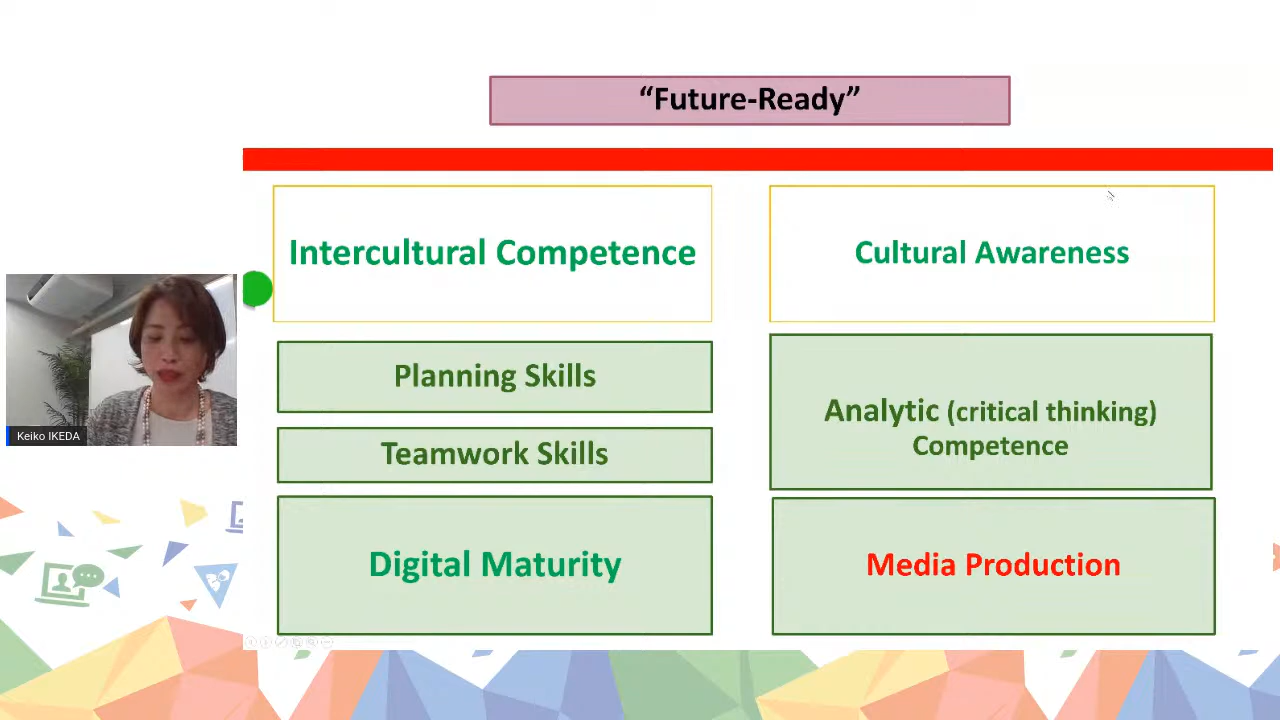 “Future-Ready”
Intercultural Competence
Cultural Awareness
Planning Skills
Teamwork Skills
Analytic (critical thinking)
Competence
Digital Maturity
Media Production
Keiko IKEDA